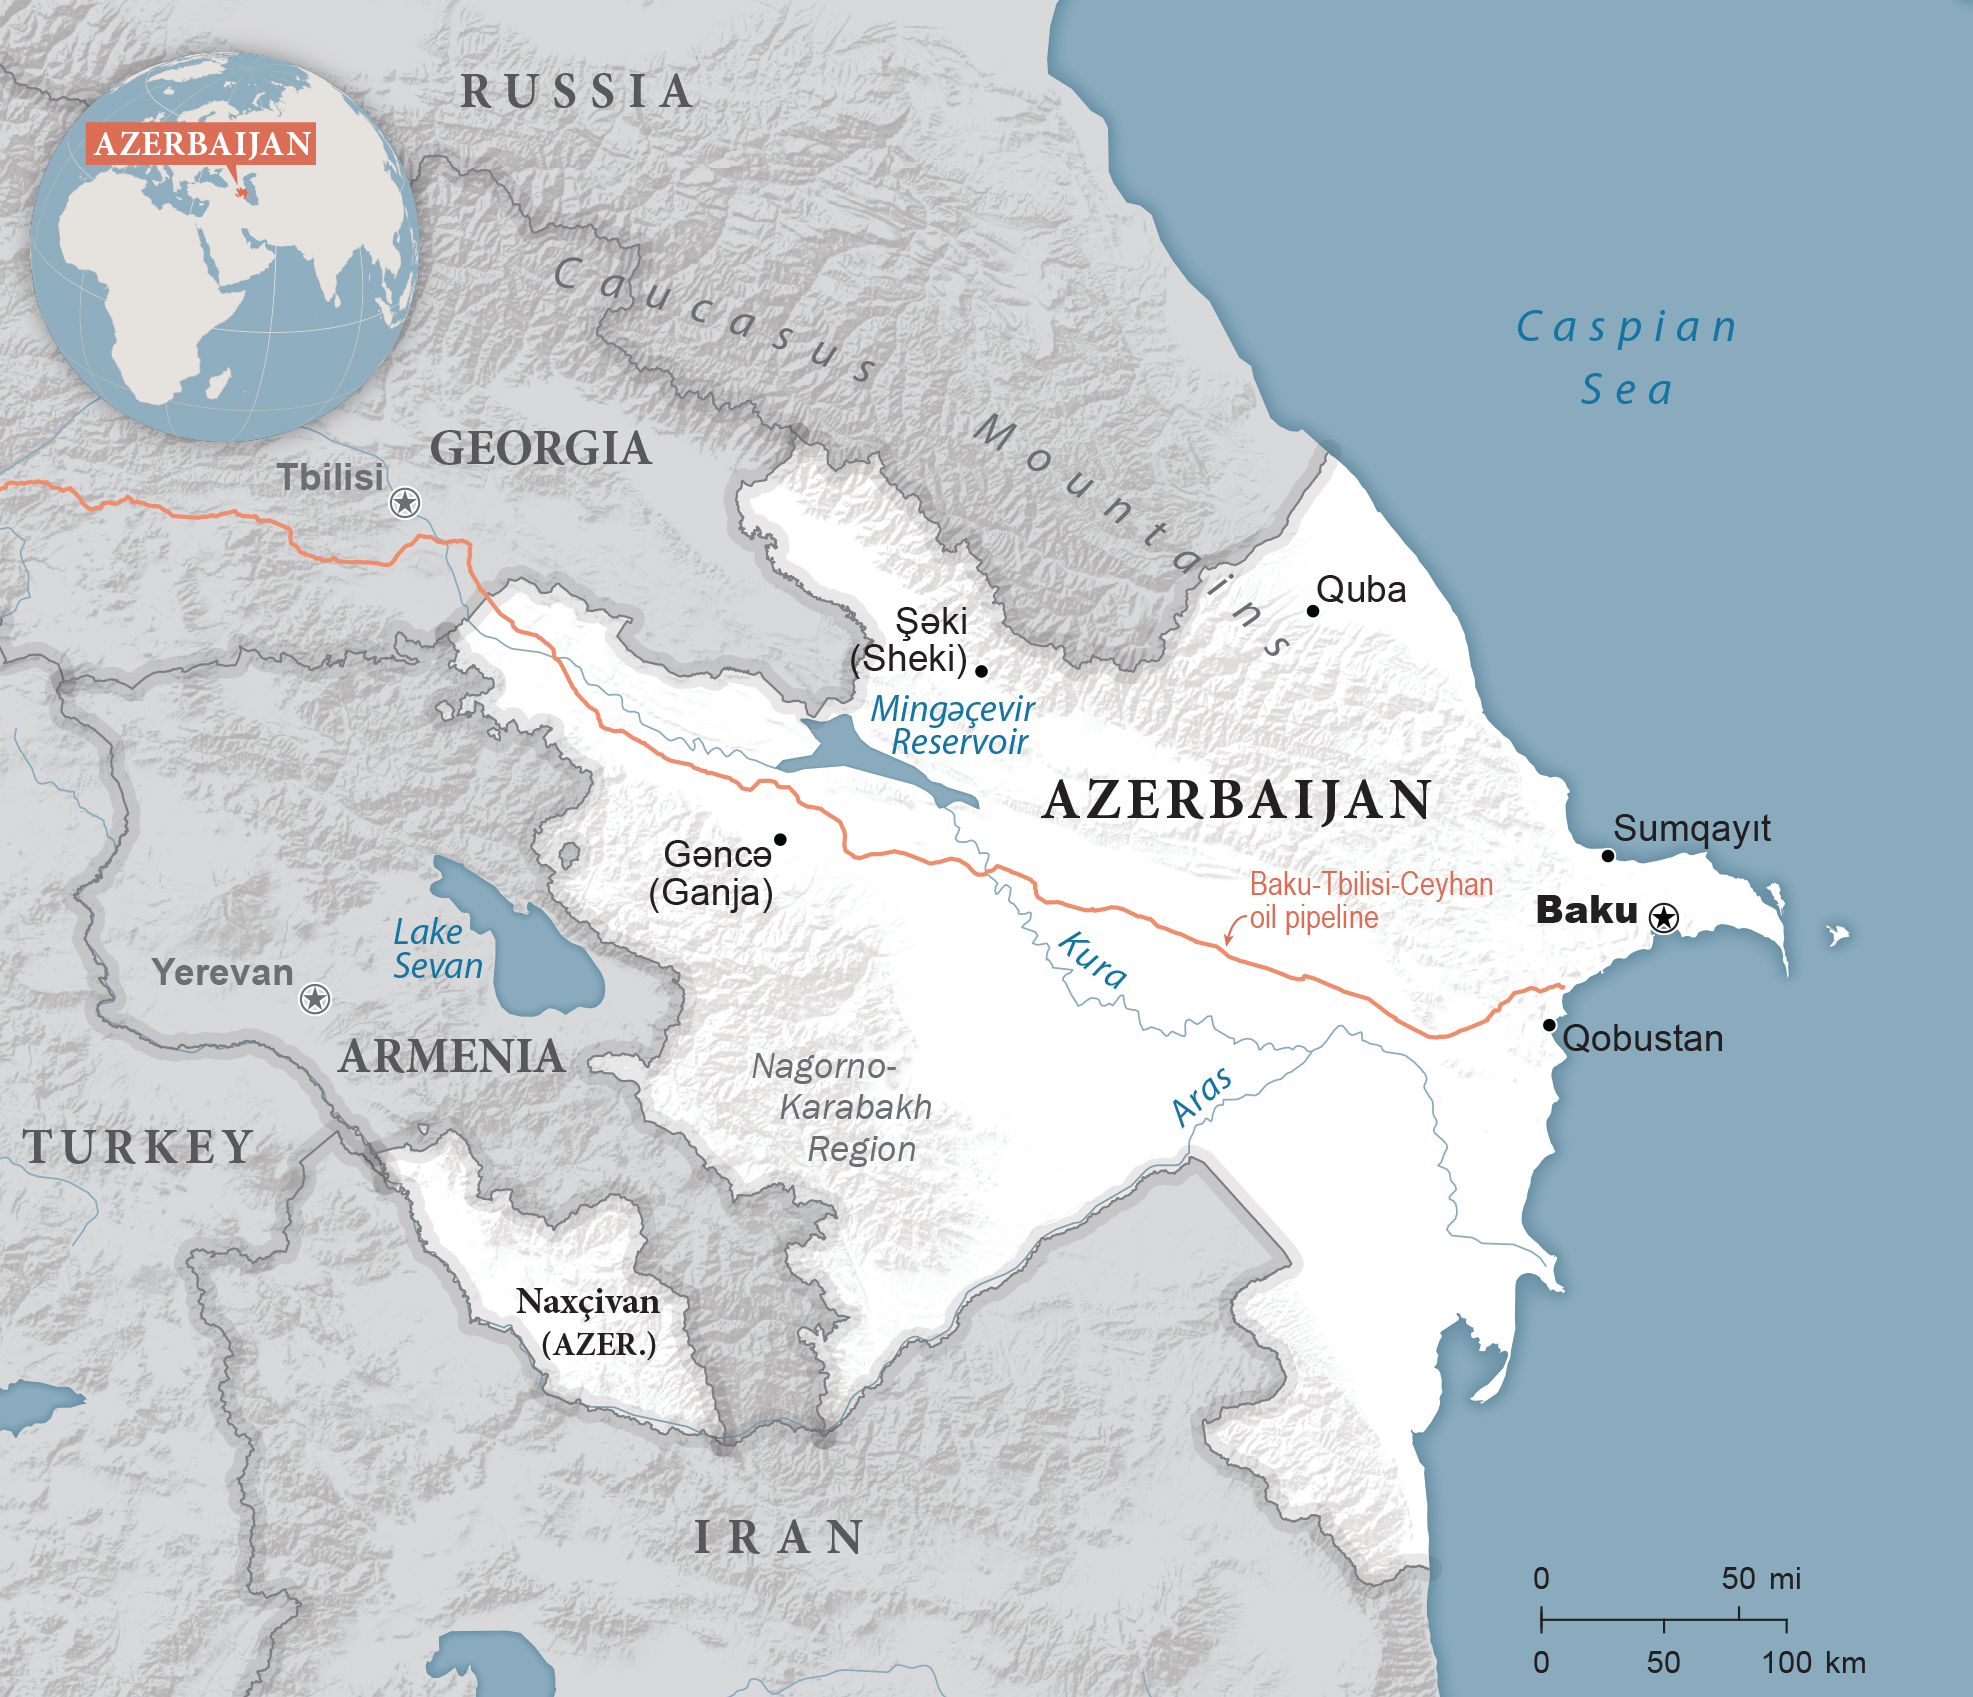 RUSSIA
AZERBAIJAN
Caucasus Mountains
Caspian
Sea
GEORGIA
Tbilisi
Quba
Şəki
(Sheki)
Mingəçevir
Reservoir
AZERBAIJAN
Sumqayıt
Gəncə
(Ganja)
Baku-Tbilisi-Ceyhan
oil pipeline
Baku
Lake
Sevan
Kura
Yerevan
Qobustan
ARMENIA
Nagorno-
Karabakh
Region
Aras
TURKEY
Naxçivan
(AZER.)
IRAN
0 50 mi
0 50 100 km